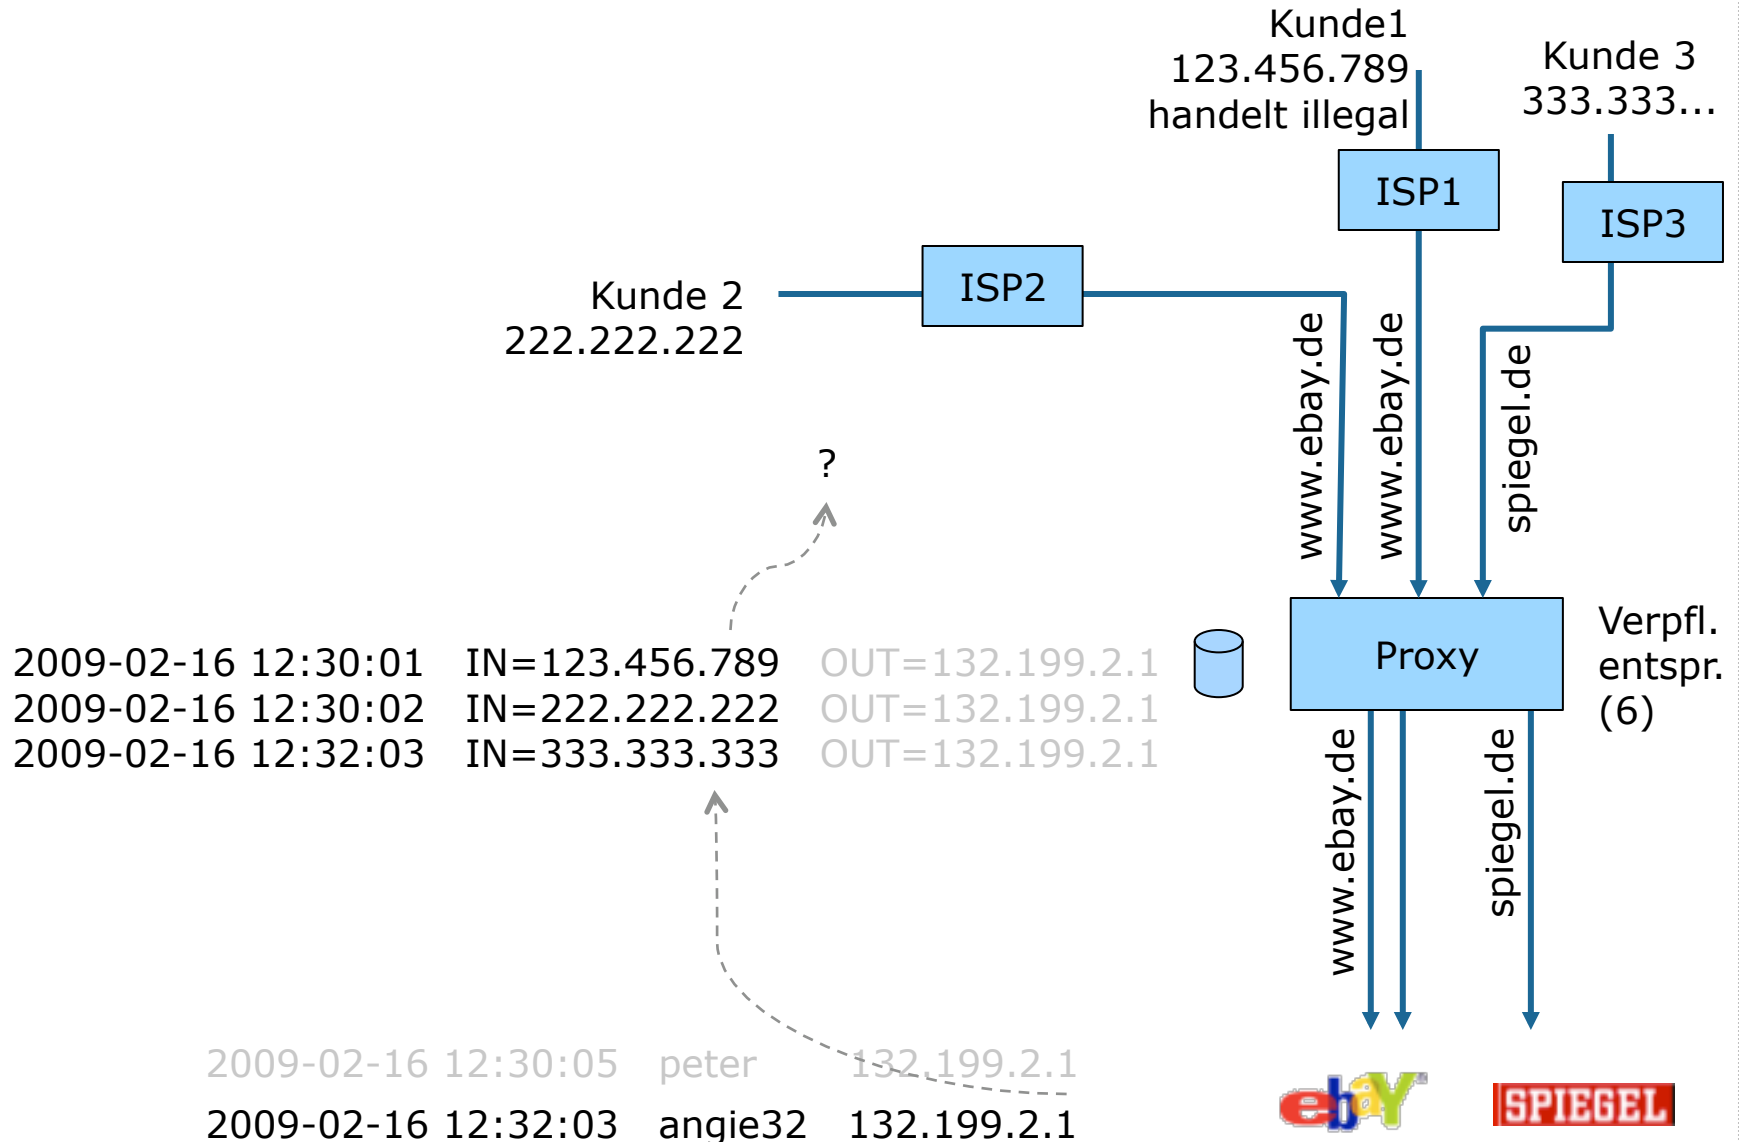 Kunde1
123.456.789
handelt illegal
Kunde 3
333.333...
ISP1
ISP3
ISP2
Kunde 2
222.222.222
www.ebay.de
www.ebay.de
spiegel.de
?
2009-02-16 12:30:01 IN=123.456.789 OUT=132.199.2.1
2009-02-16 12:30:02 IN=222.222.222 OUT=132.199.2.1
2009-02-16 12:32:03 IN=333.333.333 OUT=132.199.2.1
Proxy
Verpfl.
entspr.
(6)
www.ebay.de
spiegel.de
2009-02-16 12:30:05 peter 132.199.2.1
2009-02-16 12:32:03 angie32 132.199.2.1
ebaY
SPIEGEL